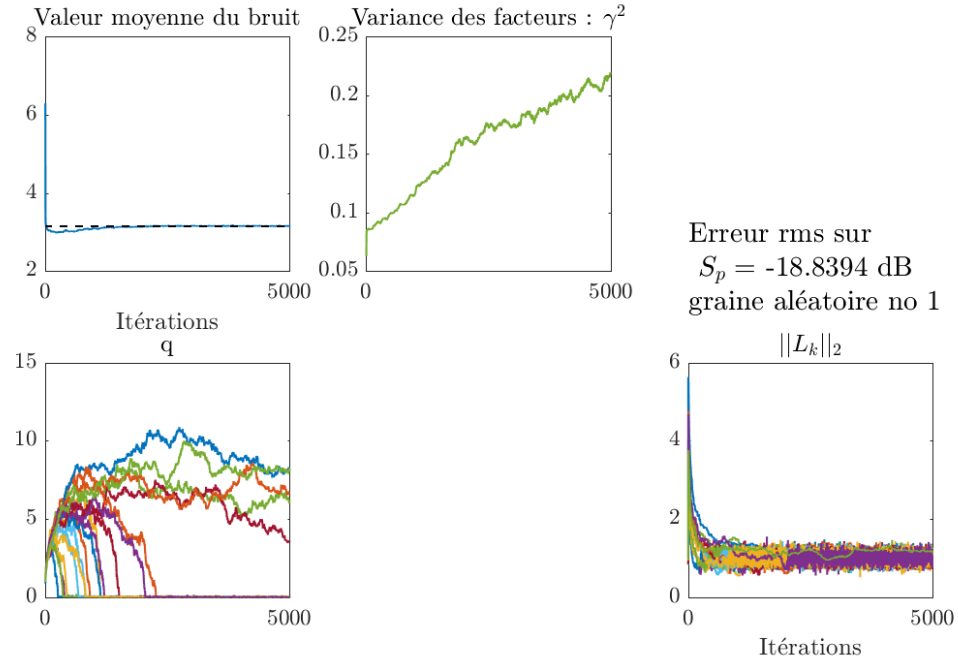 Valeur moyenne du bruit
8
6
4
2
0
5000
Itérations
Variance des facteurs : γ²
0.25
0.2
0.15
0.1
0.05
0
5000
Erreur rms sur
S_p = -18.8394 dB
graine aléatoire no 1
q
15
10
5
0
0
5000
||L_k||_2
6
4
2
0
0
5000
Itérations